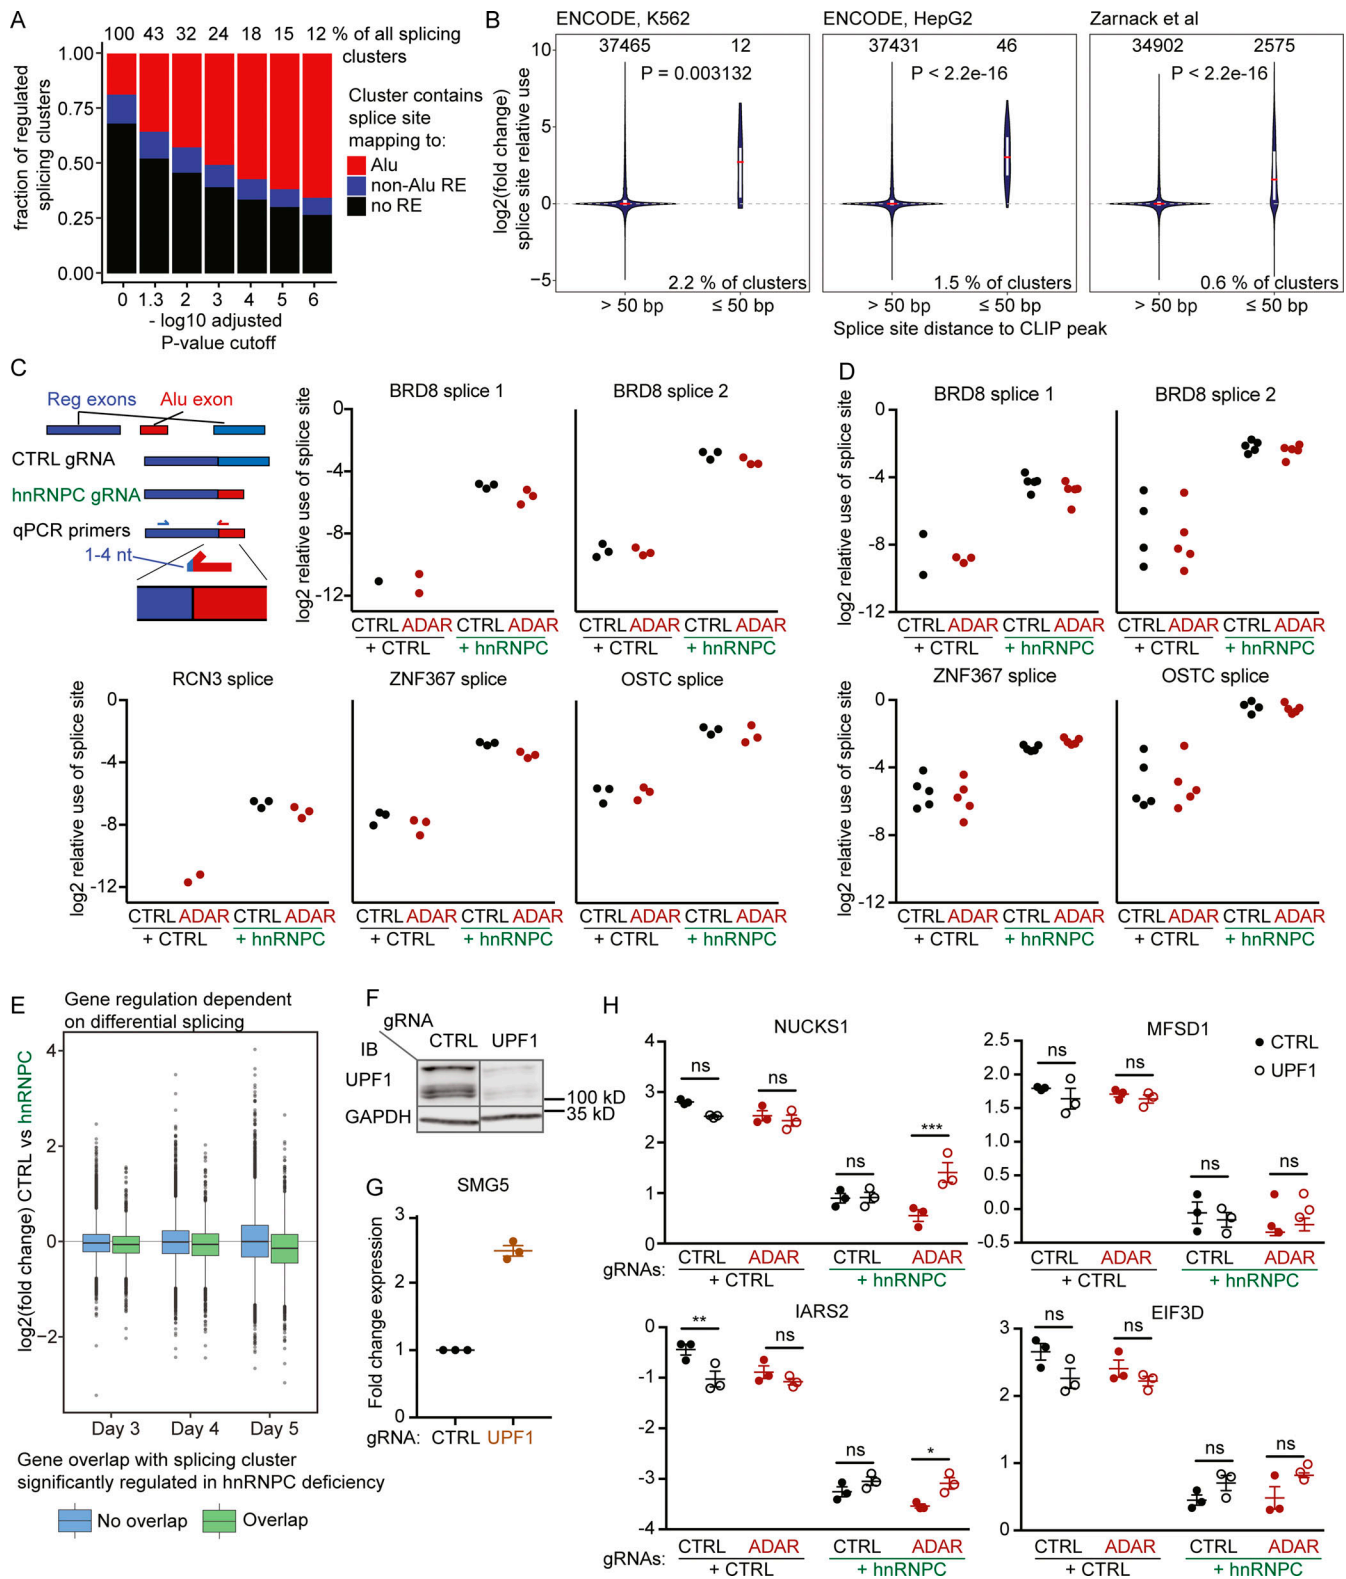 A
100 43 32 24 18 15 12 % of all splicing
clusters
fraction of regulated
splicing clusters
1.00
0.75
0.50
0.25
0.00
0 1.3 2 3 4 5 6
- log10 adjusted
P-value cutoff
Cluster contains
splice site
mapping to:
Alu
non-Alu RE
no RE
B
ENCODE, K562
ENCODE, HepG2
Zarnack et al
log2(fold change)
splice site relative use
10
5
0
−5
37465 12
P = 0.003132
2.2 % of clusters
37431 46
P < 2.2e-16
1.5 % of clusters
34902 2575
P < 2.2e-16
0.6 % of clusters
> 50 bp ≤ 50 bp
> 50 bp ≤ 50 bp
> 50 bp ≤ 50 bp
Splice site distance to CLIP peak
C
Reg exons Alu exon
CTRL gRNA
hnRNPC gRNA
qPCR primers
1-4 nt
BRD8 splice 1
BRD8 splice 2
log2 relative use of splice site
0
-4
-8
-12
CTRL ADAR CTRL ADAR
+ CTRL + hnRNPC
CTRL ADAR CTRL ADAR
+ CTRL + hnRNPC
RCN3 splice
ZNF367 splice
OSTC splice
log2 relative use of splice site
0
-4
-8
-12
CTRL ADAR CTRL ADAR
+ CTRL + hnRNPC
CTRL ADAR CTRL ADAR
+ CTRL + hnRNPC
CTRL ADAR CTRL ADAR
+ CTRL + hnRNPC
D
BRD8 splice 1
BRD8 splice 2
log2 relative use of splice site
0
-4
-8
-12
CTRL ADAR CTRL ADAR
+ CTRL + hnRNPC
CTRL ADAR CTRL ADAR
+ CTRL + hnRNPC
ZNF367 splice
OSTC splice
log2 relative use of splice site
0
-4
-8
-12
CTRL ADAR CTRL ADAR
+ CTRL + hnRNPC
CTRL ADAR CTRL ADAR
+ CTRL + hnRNPC
E
Gene regulation dependent
on differential splicing
log2(fold change) CTRL vs hnRNPC
4
2
0
−2
Day 3 Day 4 Day 5
Gene overlap with splicing cluster
significantly regulated in hnRNPC deficiency
No overlap Overlap
F
gRNA
CTRL UPF1
IB
UPF1
GAPDH
100 kD
35 kD
G
SMG5
Fold change expression
3
2
1
0
gRNA: CTRL UPF1
H
NUCKS1
4
3
2
1
0
ns ns ns ***
gRNAs: CTRL ADAR CTRL ADAR
+ CTRL + hnRNPC
MFSD1
CTRL
UPF1
2.5
2.0
1.5
0.5
0.0
-0.5
ns ns ns ns
CTRL ADAR CTRL ADAR
+ CTRL + hnRNPC
IARS2
0
-1
-2
-3
-4
** ns ns *
gRNAs: CTRL ADAR CTRL ADAR
+ CTRL + hnRNPC
EIF3D
3
2
1
0
ns ns ns ns
CTRL ADAR CTRL ADAR
+ CTRL + hnRNPC